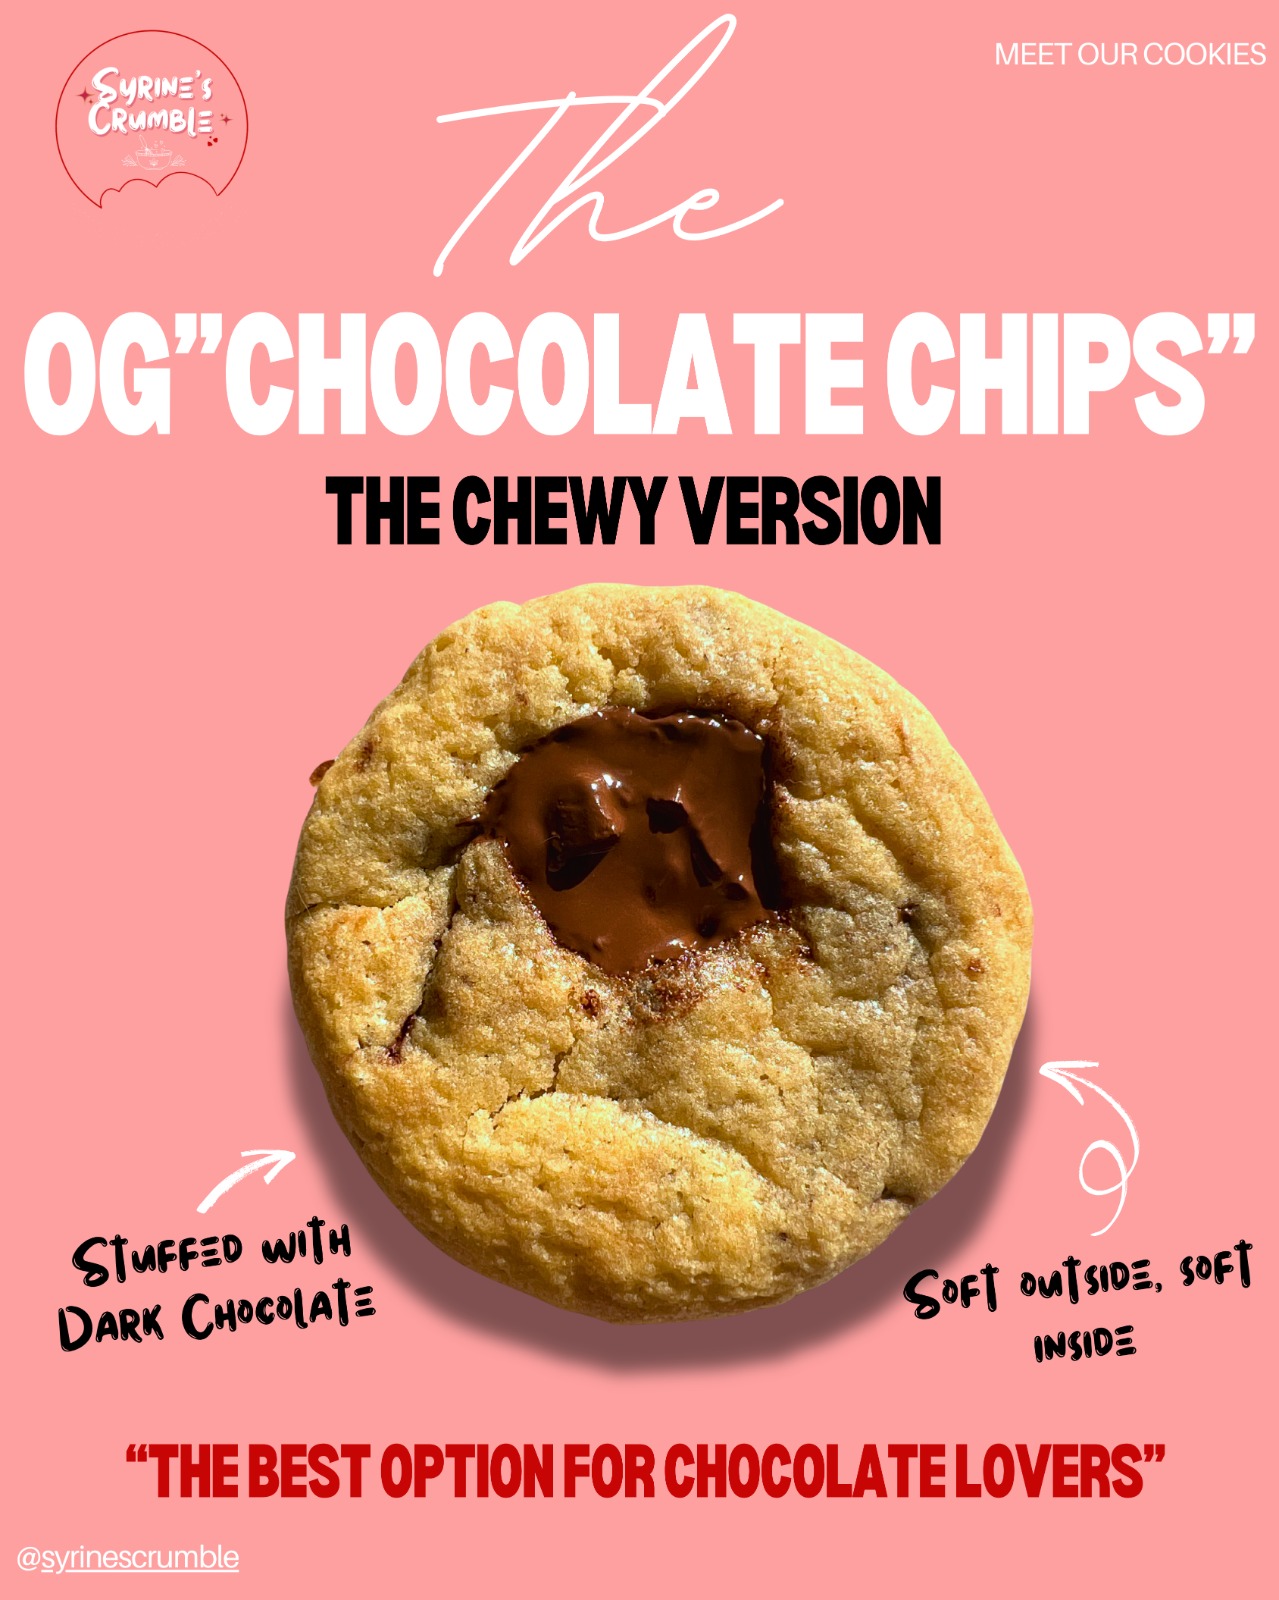 Syrine's
Crumble
MEET OUR COOKIES
The
OG”CHOCOLATE CHIPS”
THE CHEWY VERSION
Stuffed with
Dark Chocolate
Soft outside, soft
inside
“THE BEST OPTION FOR CHOCOLATE LOVERS”
@syrinescrumble